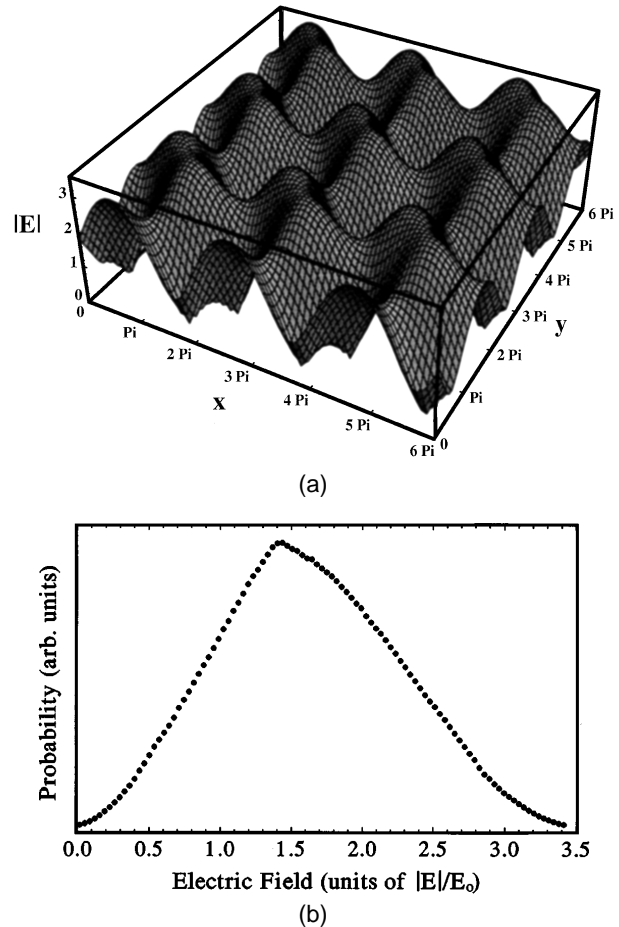 3
|E|
2
1
0
0
Pi
2 Pi
3 Pi
4 Pi
5 Pi
6 Pi
x
0
Pi
2 Pi
3 Pi
4 Pi
5 Pi
6 Pi
y
(a)
Probability (arb. units)
0.0 0.5 1.0 1.5 2.0 2.5 3.0 3.5
Electric Field (units of |E|/E₀)
(b)